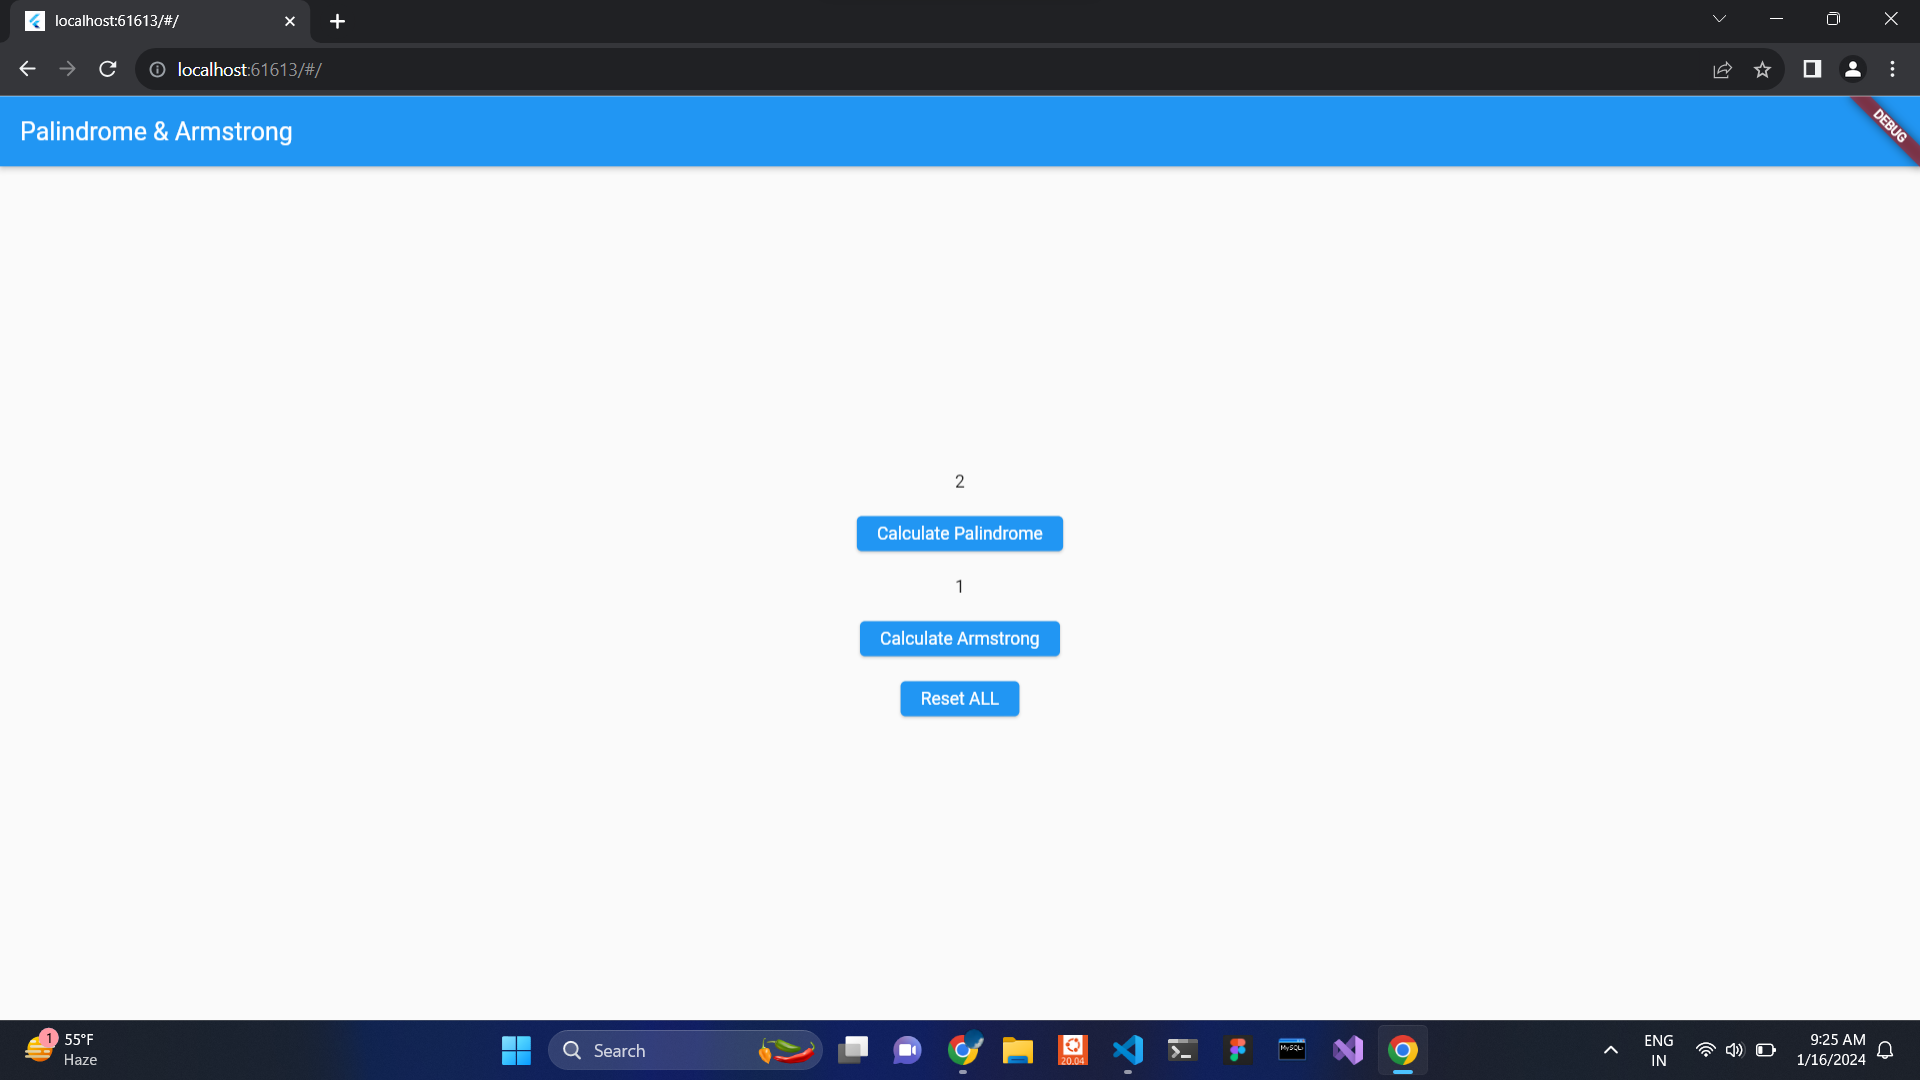 localhost:61613/#/
localhost:61613/#/
Palindrome & Armstrong
DEBUG
2
Calculate Palindrome
1
Calculate Armstrong
Reset ALL
1
55°F
Haze
Search
20.04
MySQL
ENG
IN
9:25 AM
1/16/2024